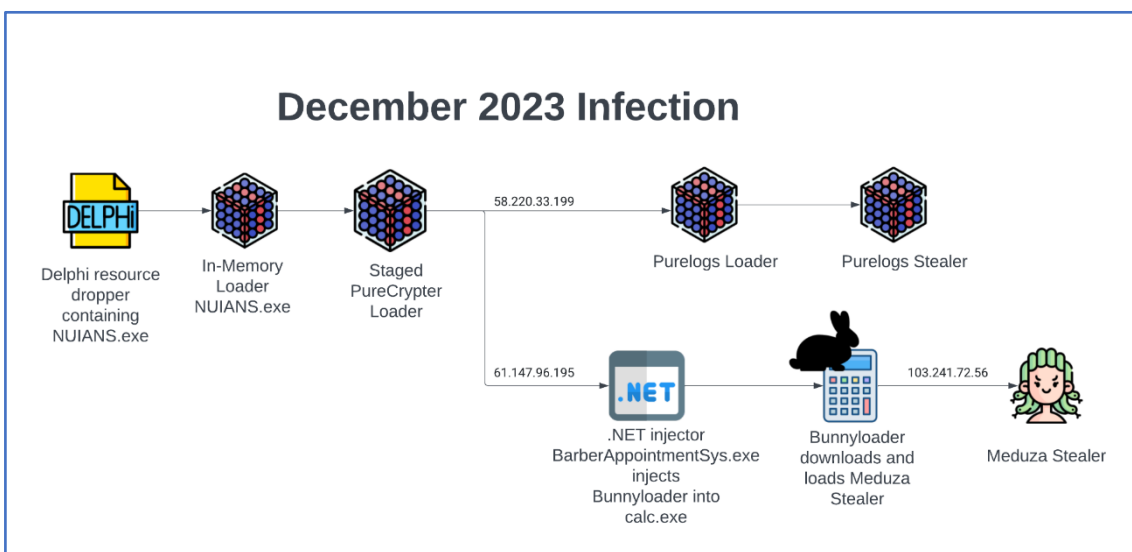 December 2023 Infection
DELPHi
Delphi resource
dropper
containing
NUIANS.exe
In-Memory
Loader
NUIANS.exe
Staged
PureCrypter
Loader
58.220.33.199
Purelogs Loader
Purelogs Stealer
61.147.96.195
.NET
.NET injector
BarberAppointmentSys.exe
injects
Bunnyloader into
calc.exe
Bunnyloader
downloads and
loads Meduza
Stealer
103.241.72.56
Meduza Stealer